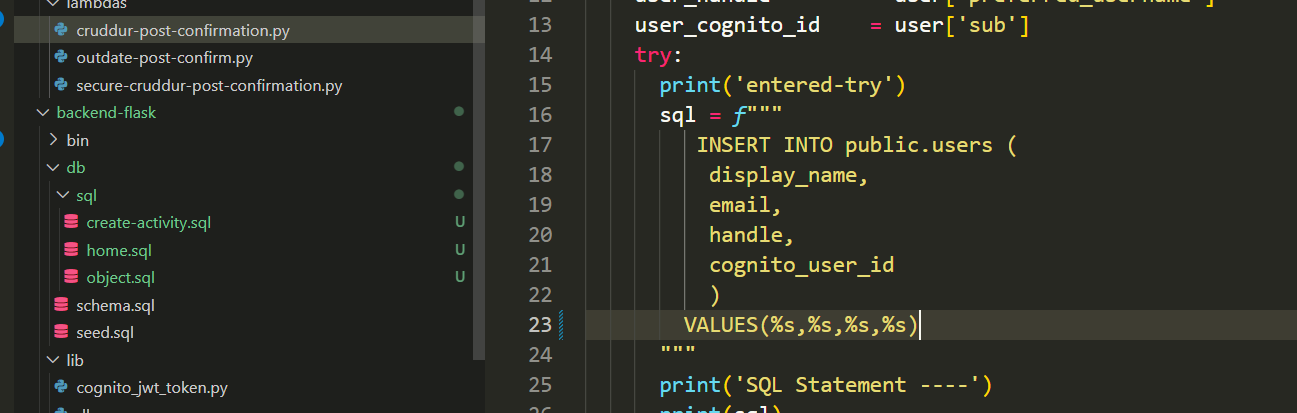 lambdas
cruddur-post-confirmation.py
outdate-post-confirm.py
secure-cruddur-post-confirmation.py
backend-flask
bin
db
sql
create-activity.sql U
home.sql U
object.sql U
schema.sql
seed.sql
lib
cognito_jwt_token.py
13 user_cognito_id = user['sub']
14 try:
15 print('entered-try')
16 sql = f"""
17 INSERT INTO public.users (
18 display_name,
19 email,
20 handle,
21 cognito_user_id
22 )
23 VALUES(%s,%s,%s,%s)
24 """
25 print('SQL Statement ----')
26 print(sql)